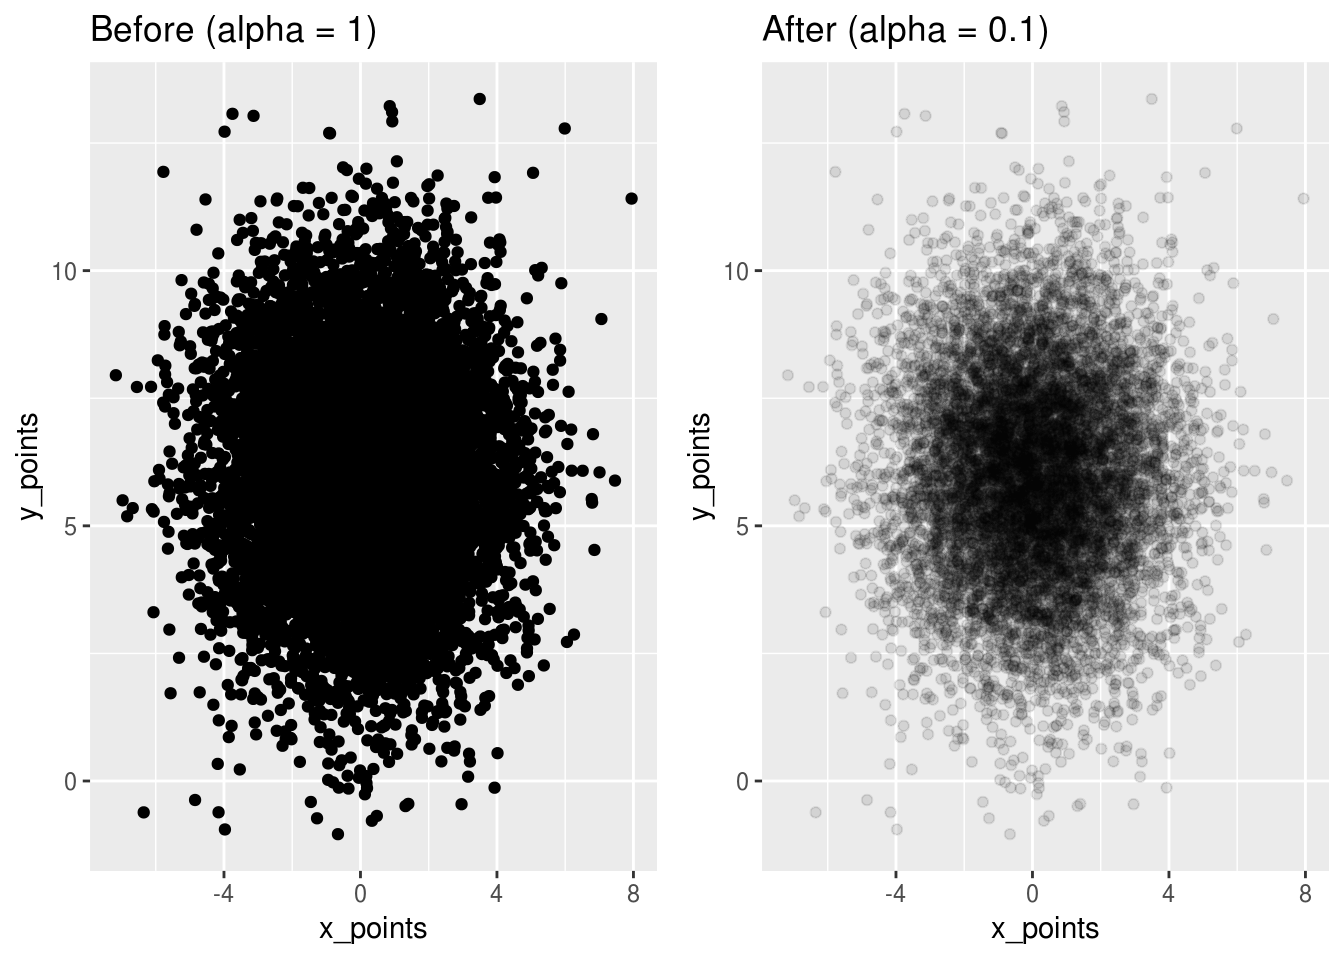 Before (alpha = 1)
10
5
0
-4
0
4
8
x_points
y_points
After (alpha = 0.1)
10
5
0
-4
0
4
8
x_points
y_points